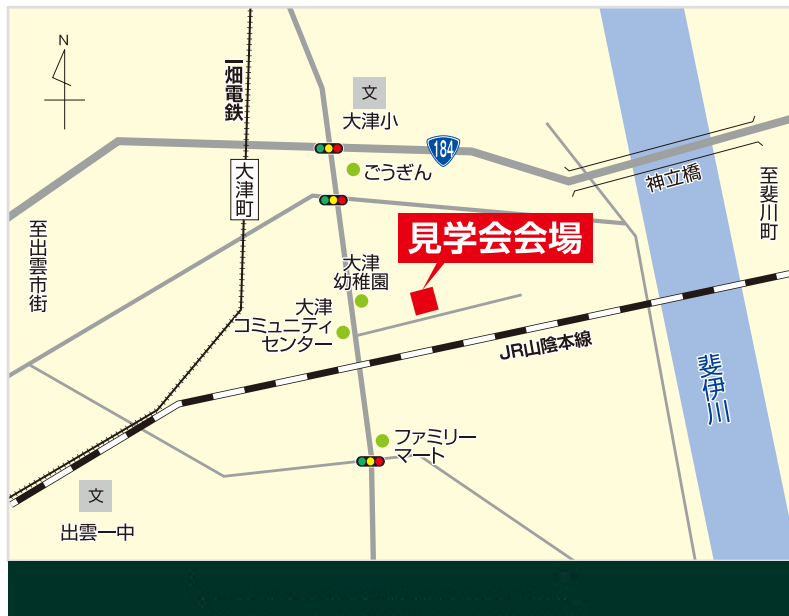 N
一畑電鉄
文
大津小
184
ごうぎん
大津町
神立橋
至斐川町
至出雲市街
見学会会場
大津
幼稚園
大津
コミュニティ
センター
JR山陰本線
斐伊川
ファミリー
マート
文
出雲一中